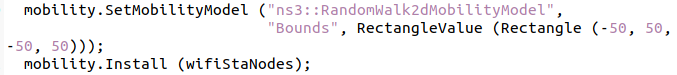 mobility.SetMobilityModel ("ns3::RandomWalk2dMobilityModel",
"Bounds", RectangleValue (Rectangle (-50, 50,
-50, 50)));
mobility.Install (wifiStaNodes);